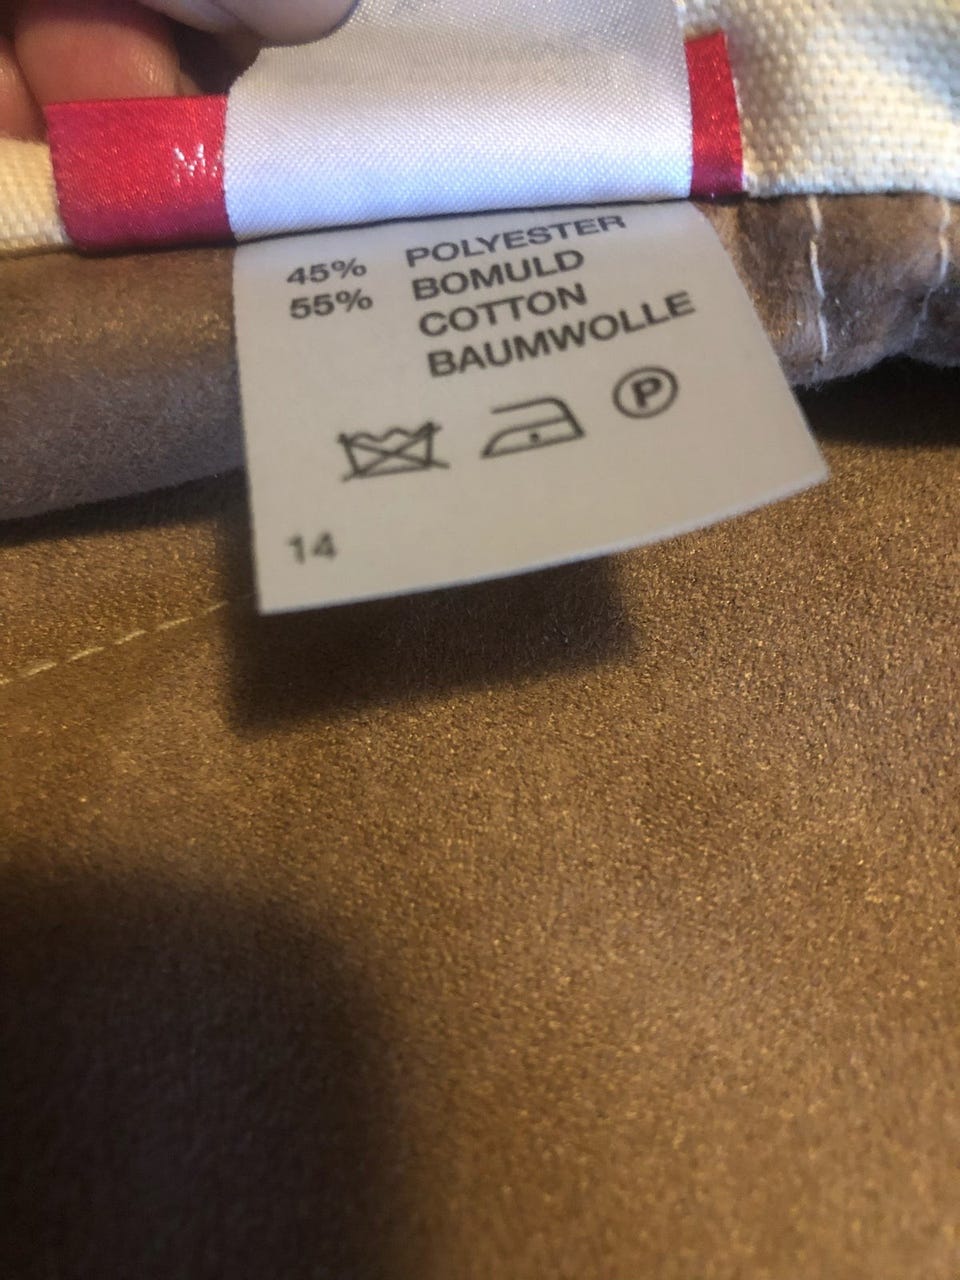 45% POLYESTER
55% BOMULD
COTTON
BAUMWOLLE
P
14